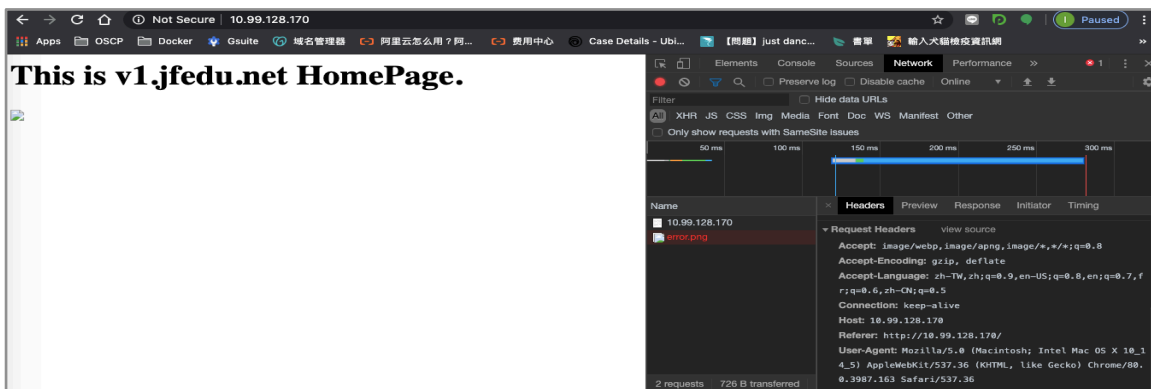 Not Secure | 10.99.128.170
Paused
Apps OSCP Docker Gsuite 域名管理器 阿里云怎么用？阿... 费用中心 Case Details - Ubi... 【問題】just danc... 書單 輸入犬貓檢疫資訊網 »
This is v1.jfedu.net HomePage.
Elements Console Sources Network Performance » 1
Preserve log Disable cache Online
Filter Hide data URLs
All XHR JS CSS Img Media Font Doc WS Manifest Other
Only show requests with SameSite issues
50 ms 100 ms 150 ms 200 ms 250 ms 300 ms
Name × Headers Preview Response Initiator Timing
10.99.128.170
error.png
Request Headers view source
Accept: image/webp,image/apng,image/*,*/*;q=0.8
Accept-Encoding: gzip, deflate
Accept-Language: zh-TW,zh;q=0.9,en-US;q=0.8,en;q=0.7,f
r;q=0.6,zh-CN;q=0.5
Connection: keep-alive
Host: 10.99.128.170
Referer: http://10.99.128.170/
User-Agent: Mozilla/5.0 (Macintosh; Intel Mac OS X 10_1
4_5) AppleWebKit/537.36 (KHTML, like Gecko) Chrome/80.
0.3987.163 Safari/537.36
2 requests 726 B transferred